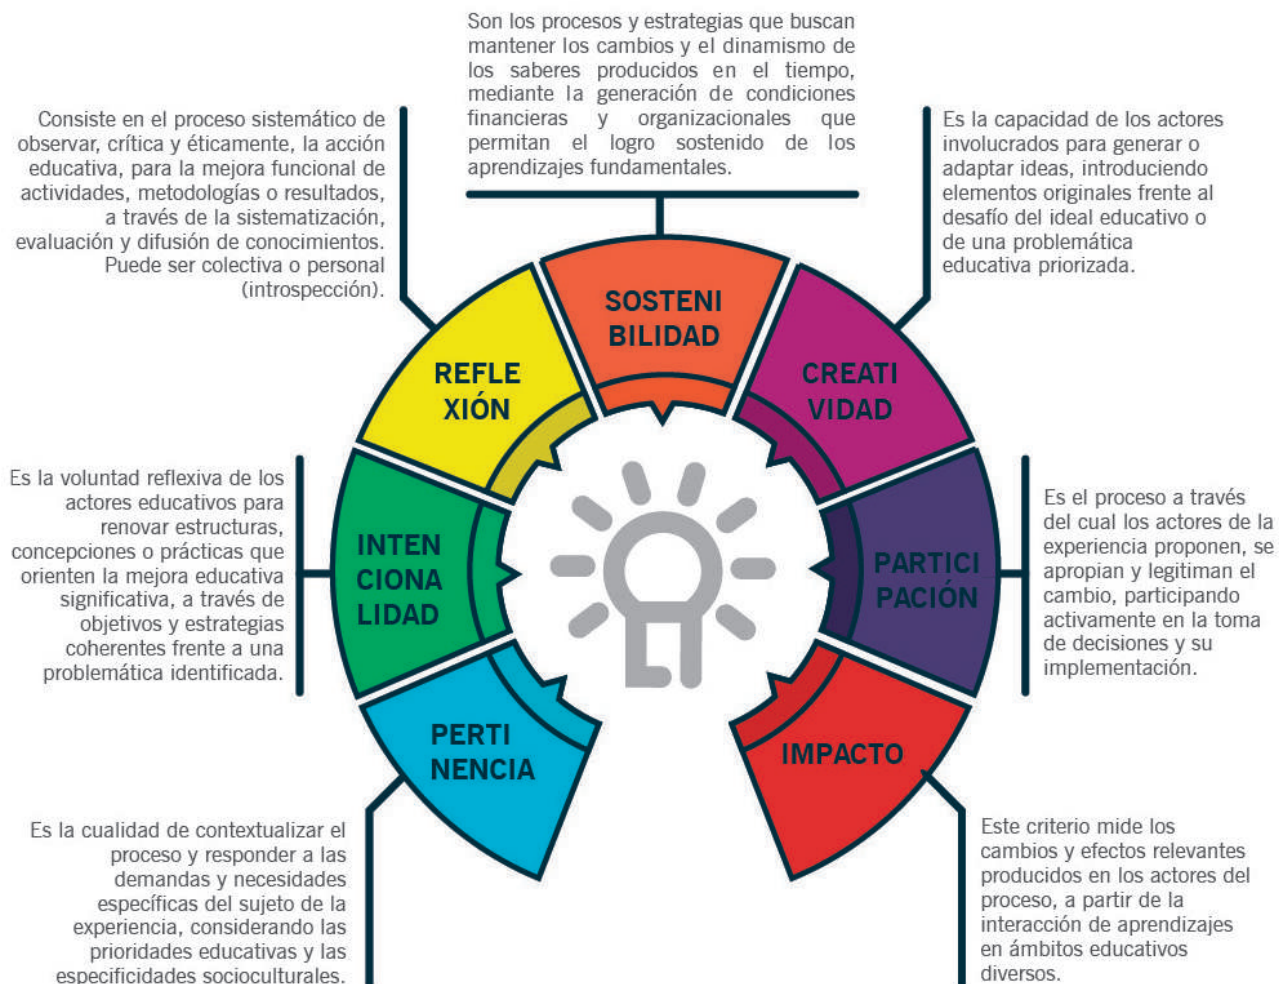 Son los procesos y estrategias que buscan
mantener los cambios y el dinamismo de
los saberes producidos en el tiempo,
mediante la generación de condiciones
financieras y organizacionales que
permitan el logro sostenido de los
aprendizajes fundamentales.
Consiste en el proceso sistemático de
observar, crítica y éticamente, la acción
educativa, para la mejora funcional de
actividades, metodologías o resultados,
a través de la sistematización,
evaluación y difusión de conocimientos.
Puede ser colectiva o personal
(introspección).
Es la capacidad de los actores
involucrados para generar o
adaptar ideas, introduciendo
elementos originales frente al
desafío del ideal educativo o
de una problemática
educativa priorizada.
SOSTENI
BILIDAD
REFLE
XIÓN
CREATI
VIDAD
Es la voluntad reflexiva de los
actores educativos para
renovar estructuras,
concepciones o prácticas que
orienten la mejora educativa
significativa, a través de
objetivos y estrategias
coherentes frente a una
problemática identificada.
INTEN
CIONA
LIDAD
PARTICI
PACIÓN
Es el proceso a través
del cual los actores de la
experiencia proponen, se
apropian y legitiman el
cambio, participando
activamente en la toma
de decisiones y su
implementación.
PERTI
NENCIA
IMPACTO
Es la cualidad de contextualizar el
proceso y responder a las
demandas y necesidades
específicas del sujeto de la
experiencia, considerando las
prioridades educativas y las
especificidades socioculturales.
Este criterio mide los
cambios y efectos relevantes
producidos en los actores del
proceso, a partir de la
interacción de aprendizajes
en ámbitos educativos
diversos.